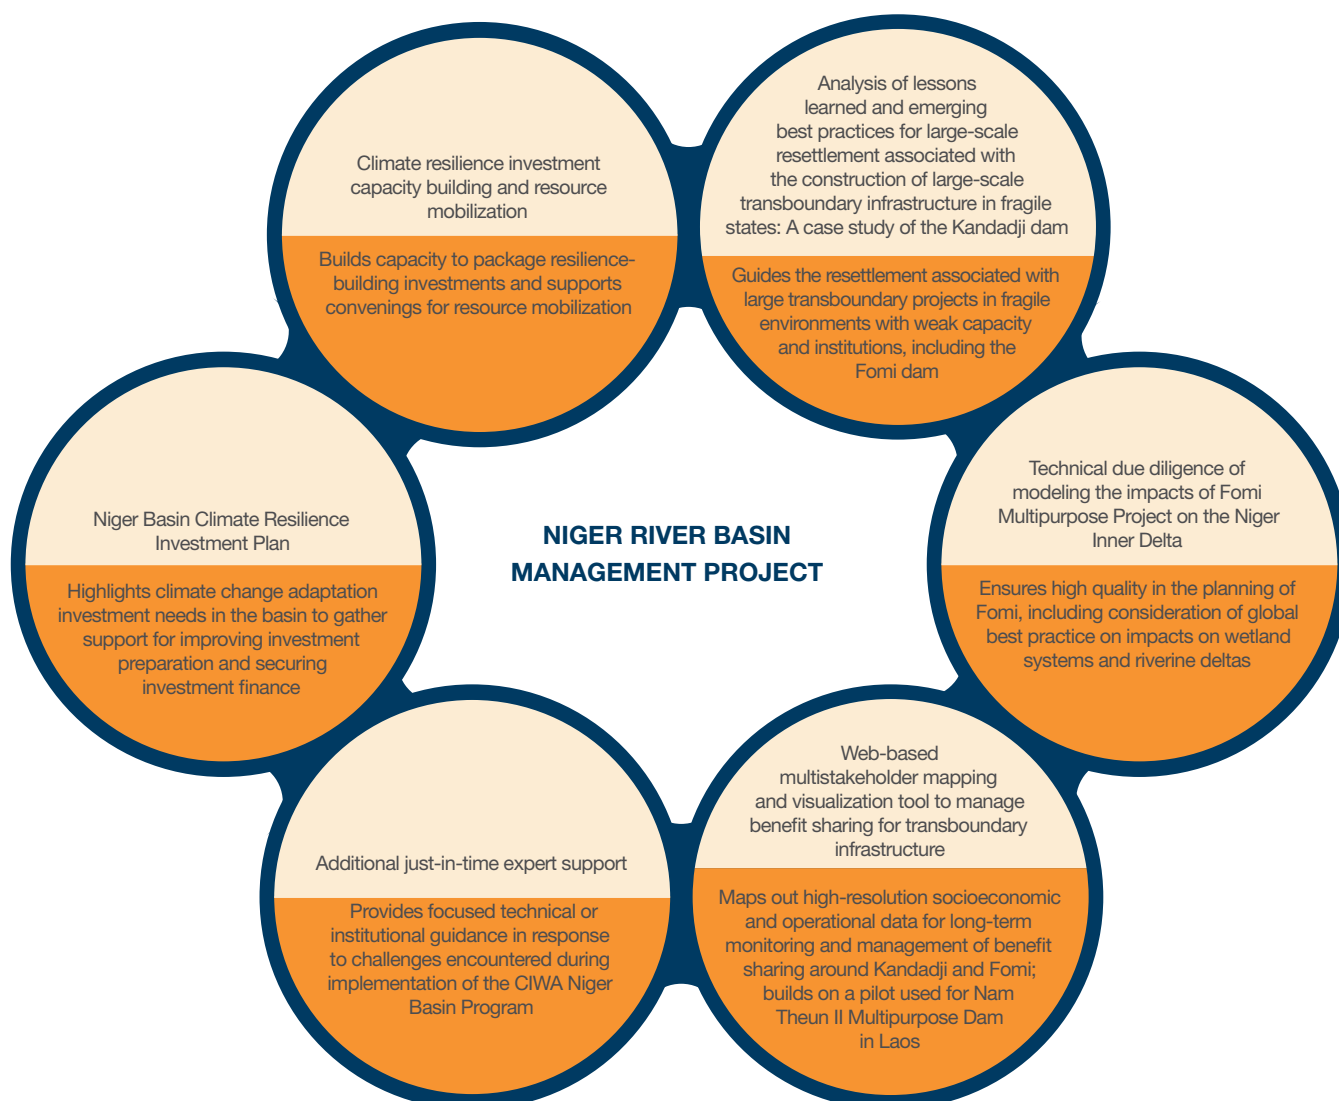 Climate resilience investment
capacity building and resource
mobilization
Builds capacity to package resilience-
building investments and supports
convenings for resource mobilization
Analysis of lessons
learned and emerging
best practices for large-scale
resettlement associated with
the construction of large-scale
transboundary infrastructure in fragile
states: A case study of the Kandadji dam
Guides the resettlement associated with
large transboundary projects in fragile
environments with weak capacity
and institutions, including the
Fomi dam
Niger Basin Climate Resilience
Investment Plan
Highlights climate change adaptation
investment needs in the basin to gather
support for improving investment
preparation and securing
investment finance
NIGER RIVER BASIN
MANAGEMENT PROJECT
Technical due diligence of
modeling the impacts of Fomi
Multipurpose Project on the Niger
Inner Delta
Ensures high quality in the planning of
Fomi, including consideration of global
best practice on impacts on wetland
systems and riverine deltas
Additional just-in-time expert support
Provides focused technical or
institutional guidance in response
to challenges encountered during
implementation of the CIWA Niger
Basin Program
Web-based
multistakeholder mapping
and visualization tool to manage
benefit sharing for transboundary
infrastructure
Maps out high-resolution socioeconomic
and operational data for long-term
monitoring and management of benefit
sharing around Kandadji and Fomi;
builds on a pilot used for Nam
Theun II Multipurpose Dam
in Laos